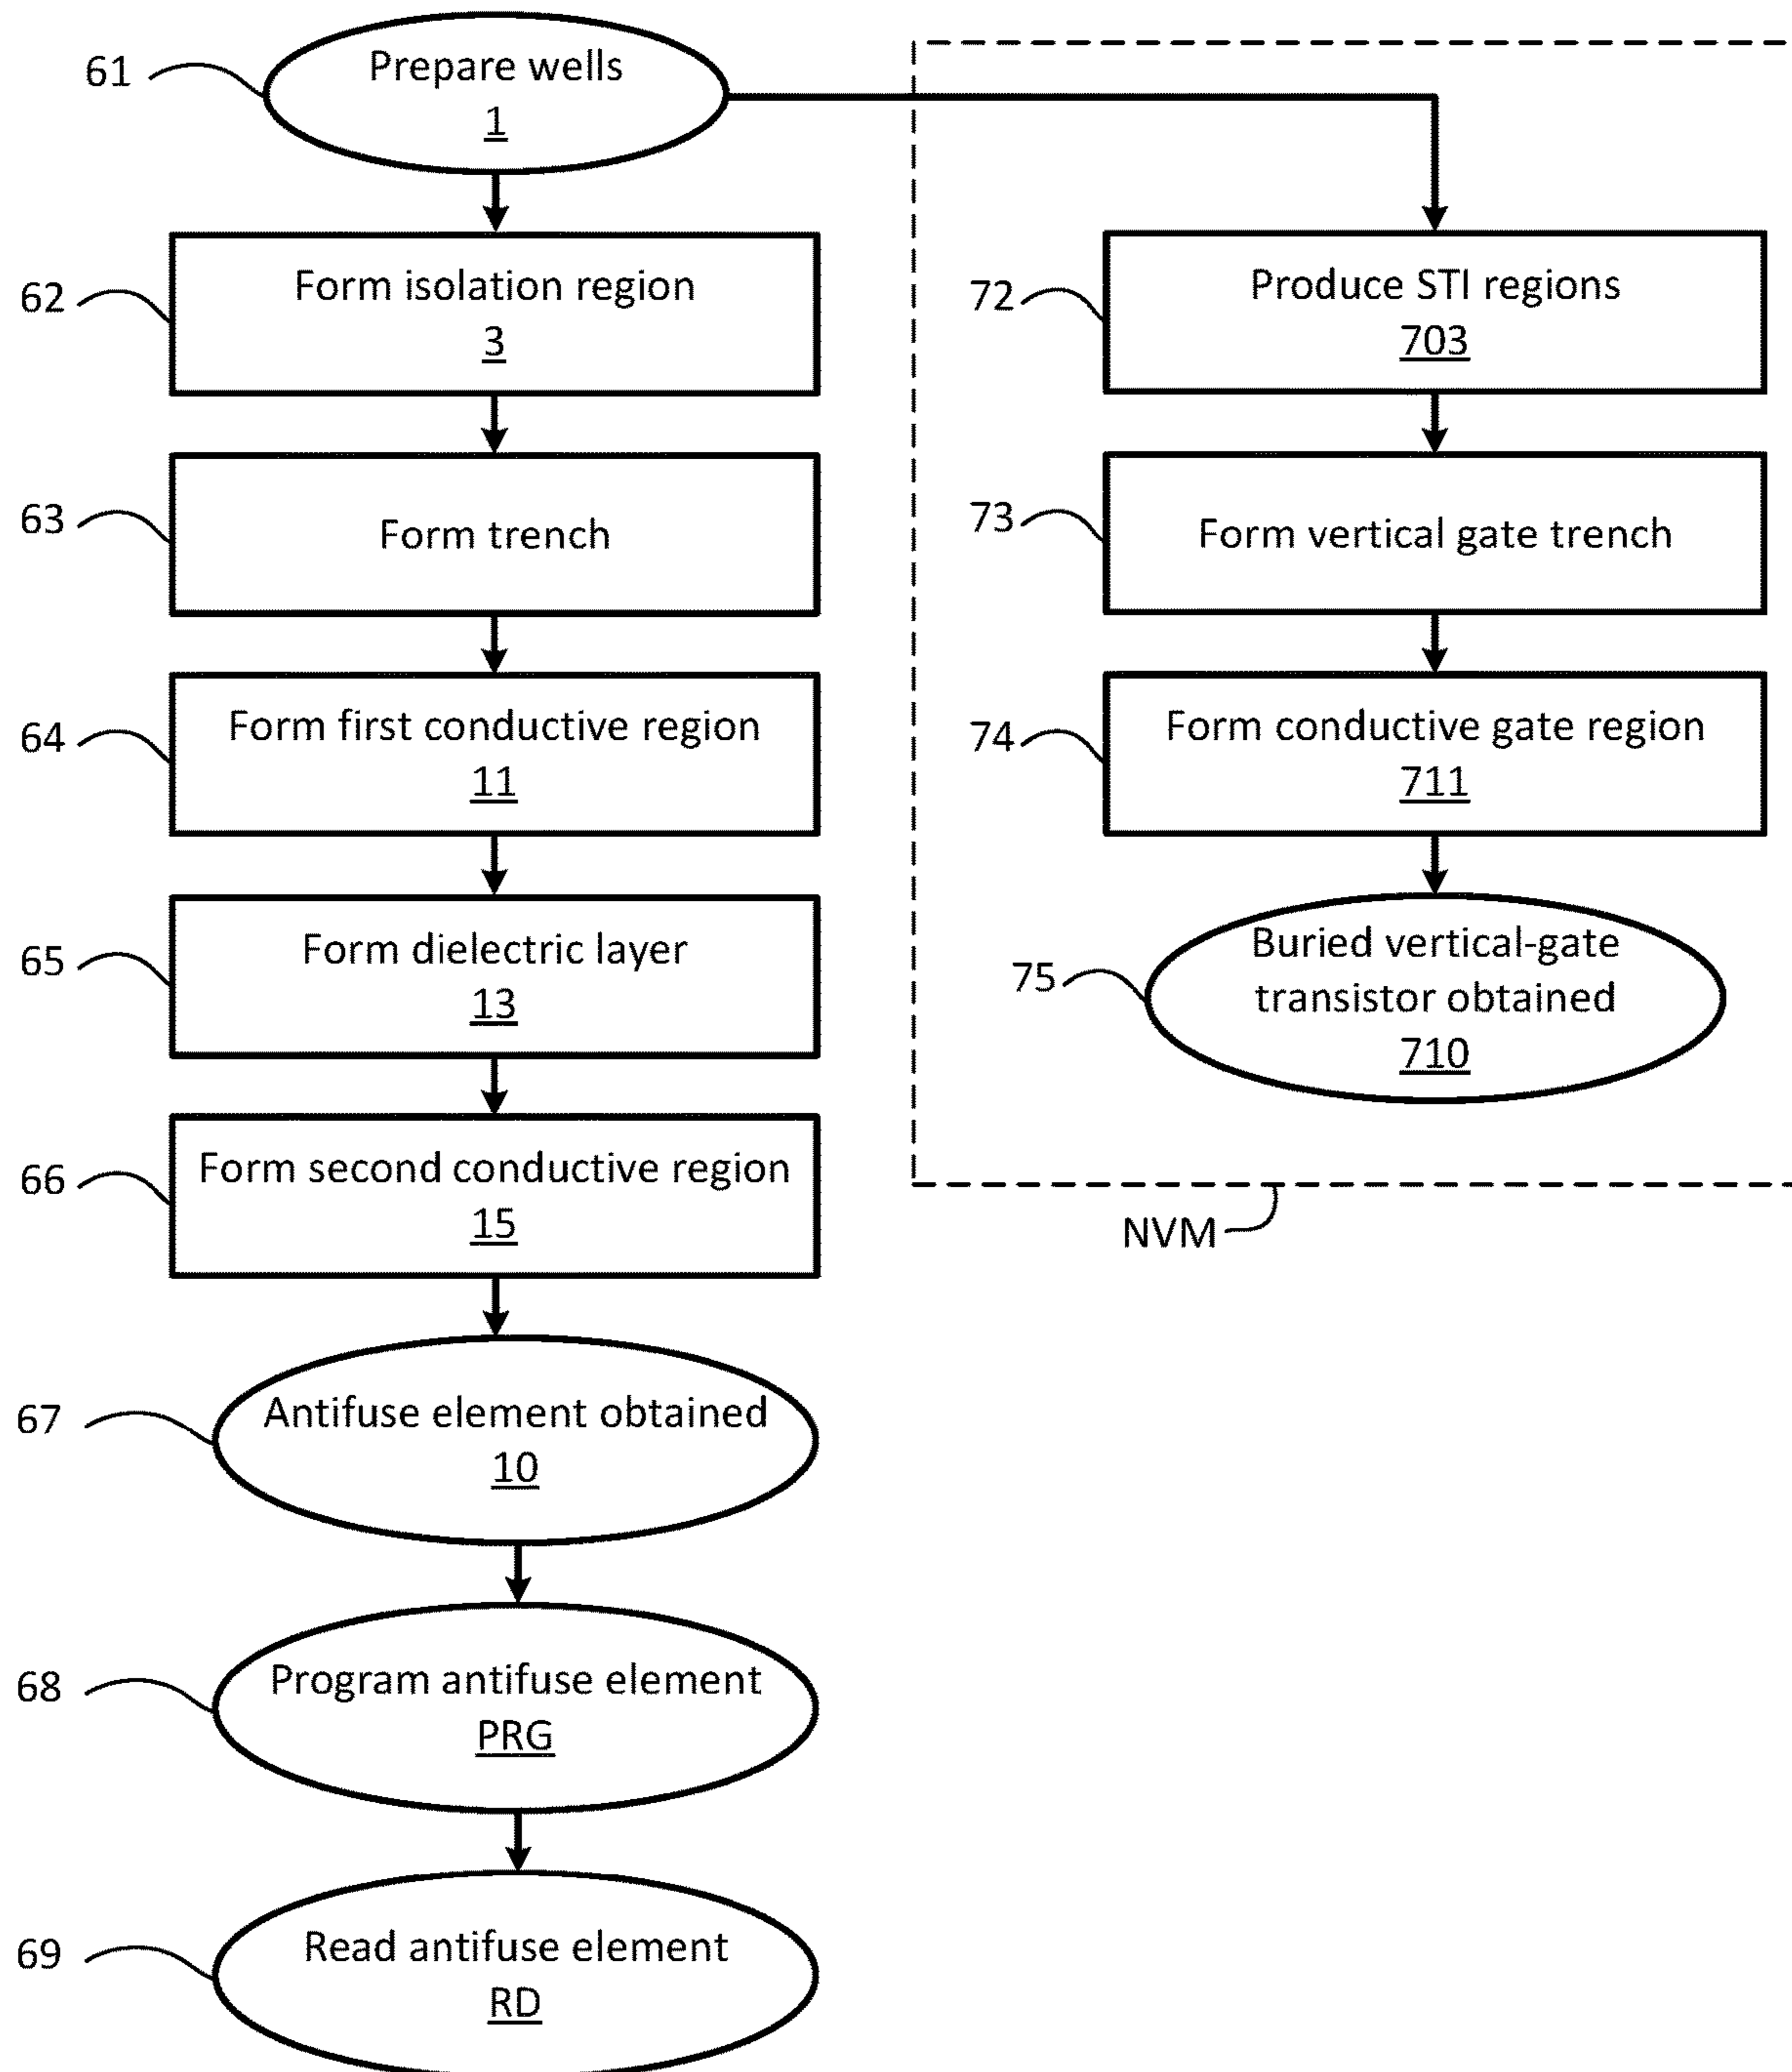 61
Prepare wells
1
62
Form isolation region
3
63
Form trench
64
Form first conductive region
11
65
Form dielectric layer
13
66
Form second conductive region
15
67
Antifuse element obtained
10
68
Program antifuse element
PRG
69
Read antifuse element
RD
72
Produce STI regions
703
73
Form vertical gate trench
74
Form conductive gate region
711
75
Buried vertical-gate
transistor obtained
710
NVM